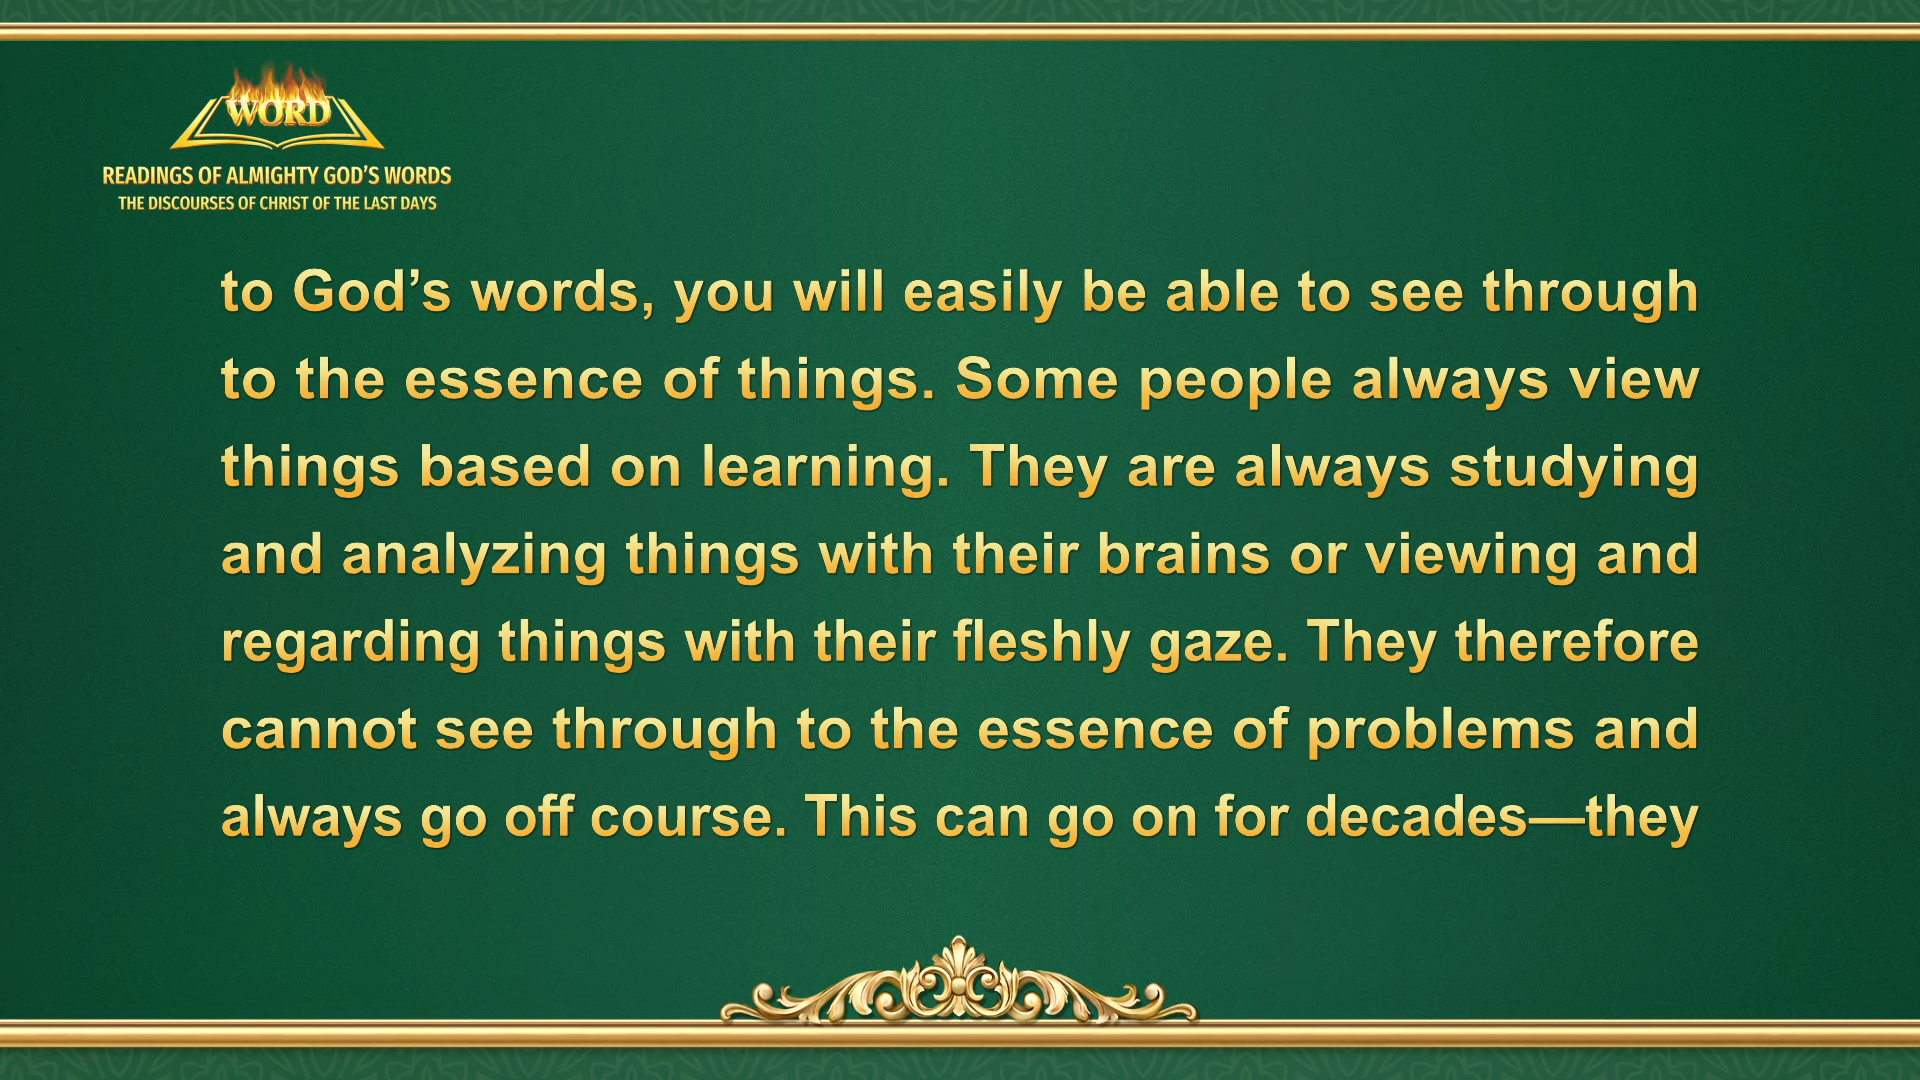 WORD
READINGS OF ALMIGHTY GOD’S WORDS
THE DISCOURSES OF CHRIST OF THE LAST DAYS
to God’s words, you will easily be able to see through
to the essence of things. Some people always view
things based on learning. They are always studying
and analyzing things with their brains or viewing and
regarding things with their fleshly gaze. They therefore
cannot see through to the essence of problems and
always go off course. This can go on for decades—they